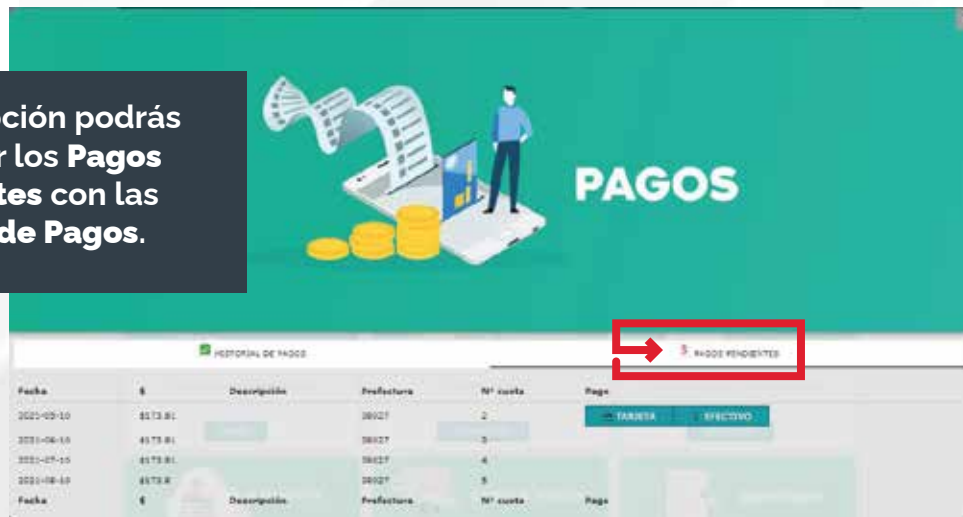 ción podrás
r los Pagos
tes con las
de Pagos.
PAGOS
HISTORIAL DE PAGOS
$ PAGOS PENDIENTES
Fecha $ Descripción Prefactura Nº cuota Pago
2021-05-10 $173.81 38027 2 TARJETA EFECTIVO
2021-06-10 $173.81 38027 3
2021-07-10 $173.81 38027 4
2021-08-10 $173.8 38027 5
Fecha $ Descripción Prefactura Nº cuota Pago